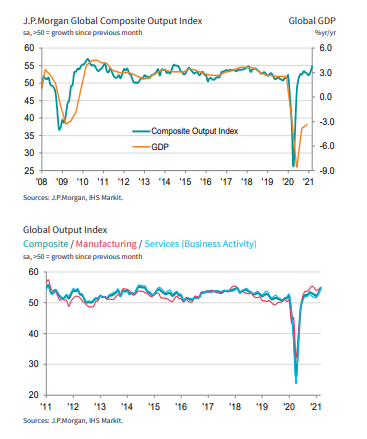 J.P.Morgan Global Composite Output Index
Global GDP
sa, >50 = growth since previous month
%yr/yr
60
6.0
55
3.0
50
0.0
45
40
-3.0
35
Composite Output Index
-6.0
30
GDP
25
-9.0
'08 '09 '10 '11 '12 '13 '14 '15 '16 '17 '18 '19 '20 '21
Sources: J.P.Morgan, IHS Markit.
Global Output Index
Composite / Manufacturing / Services (Business Activity)
sa, >50 = growth since previous month
60
50
40
30
20
'11 '12 '13 '14 '15 '16 '17 '18 '19 '20 '21
Sources: J.P.Morgan, IHS Markit.